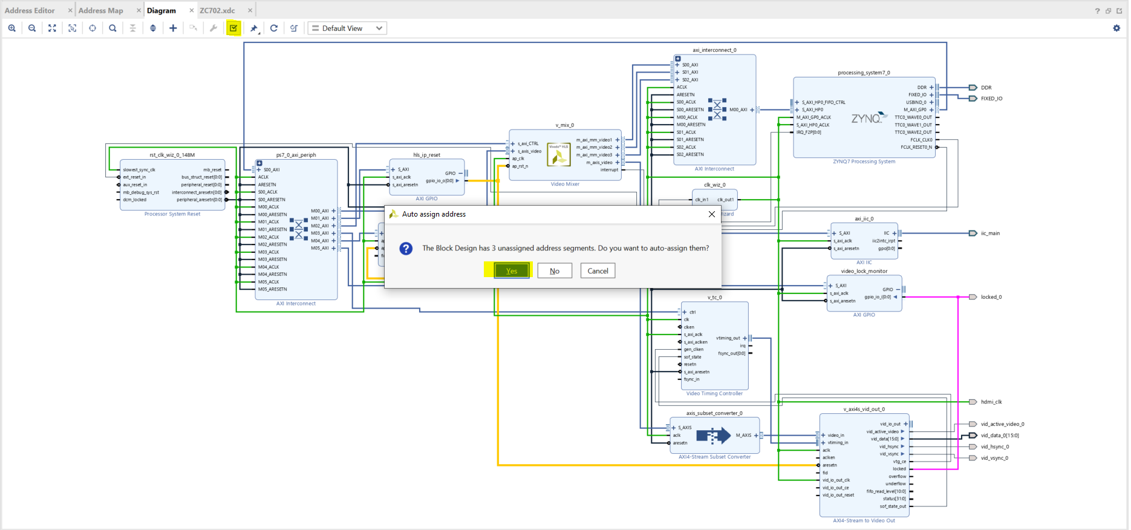 Address Editor × Address Map × Diagram × ZC702.xdc ×
Default View
axi_interconnect_0
S00_AXI
S01_AXI
S02_AXI
ACLK
ARESETN
S00_ACLK
S00_ARESETN
M00_ACLK
M00_ARESETN
S01_ACLK
S01_ARESETN
S02_ACLK
S02_ARESETN
M00_AXI
AXI Interconnect
processing_system7_0
S_AXI_HP0_FIFO_CTRL
S_AXI_HP0
M_AXI_GP0_ACLK
S_AXI_HP0_ACLK
IRQ_F2P[0:0]
ZYNQ
DDR
FIXED_IO
USBIND_0
M_AXI_GP0
TTC0_WAVE0_OUT
TTC0_WAVE1_OUT
TTC0_WAVE2_OUT
FCLK_CLK0
FCLK_RESET0_N
ZYNQ7 Processing System
DDR
FIXED_IO
v_mix_0
s_axi_CTRL
s_axis_video
ap_clk
ap_rst_n
m_axi_mm_video1
m_axi_mm_video2
m_axi_mm_video3
m_axis_video
interrupt
Video Mixer
rst_clk_wiz_0_148M
slowest_sync_clk
ext_reset_in
aux_reset_in
mb_debug_sys_rst
dcm_locked
mb_reset
bus_struct_reset[0:0]
peripheral_reset[0:0]
interconnect_aresetn[0:0]
peripheral_aresetn[0:0]
Processor System Reset
ps7_0_axi_periph
S00_AXI
ACLK
ARESETN
S00_ACLK
S00_ARESETN
M00_ACLK
M00_ARESETN
M01_ACLK
M01_ARESETN
M02_ACLK
M02_ARESETN
M03_ACLK
M03_ARESETN
M04_ACLK
M04_ARESETN
M05_ACLK
M05_ARESETN
M00_AXI
M01_AXI
M02_AXI
M03_AXI
M04_AXI
M05_AXI
AXI Interconnect
hls_ip_reset
S_AXI
s_axi_aclk
s_axi_aresetn
GPIO
gpio_io_o[0:0]
AXI GPIO
clk_wiz_0
clk_in1
clk_out1
Auto assign address
The Block Design has 3 unassigned address segments. Do you want to auto-assign them?
Yes No Cancel
axi_iic_0
S_AXI
s_axi_aclk
s_axi_aresetn
IIC
iic2intc_irpt
gpo[0:0]
AXI IIC
iic_main
video_lock_monitor
S_AXI
s_axi_aclk
s_axi_aresetn
GPIO
gpio_io_i[0:0]
AXI GPIO
locked_0
v_tc_0
ctrl
clk
clken
s_axi_aclk
s_axi_aclken
gen_clken
sof_state
resetn
s_axi_aresetn
fsync_in
vtiming_out
irq
fsync_out[0:0]
Video Timing Controller
axis_subset_converter_0
S_AXIS
aclk
aresetn
M_AXIS
AXI4-Stream Subset Converter
v_axi4s_vid_out_0
video_in
vtiming_in
aclk
aclken
aresetn
fid
vid_io_out_clk
vid_io_out_ce
vid_io_out_reset
vid_io_out
vid_active_video
vid_data[15:0]
vid_hsync
vid_vsync
vtg_ce
locked
overflow
underflow
fifo_read_level[10:0]
status[31:0]
sof_state_out
AXI4-Stream to Video Out
hdmi_clk
vid_active_video_0
vid_data_0[15:0]
vid_hsync_0
vid_vsync_0